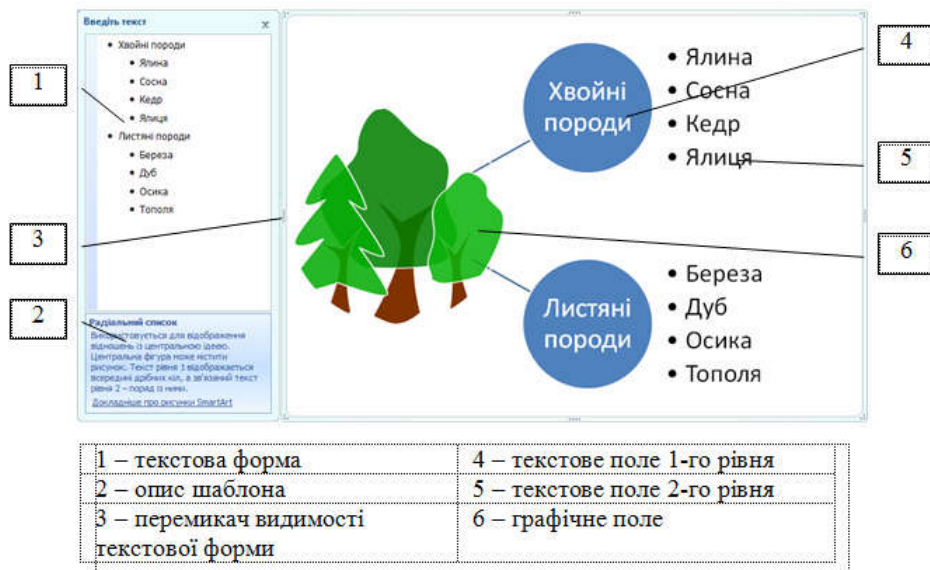 Введіть текст
x
• Хвойні породи
• Ялина
• Сосна
• Кедр
• Ялиця
• Листяні породи
• Береза
• Дуб
• Осика
• Тополя
Радіальний список
Використовується для відображення
відношень із центральною ідеєю.
Центральна фігура може містити
рисунок. Текст рівня 1 відображається
всередині дрібних кіл, а зв'язаний текст
рівня 2 – поряд із ними.
Докладніше про рисунки SmartArt
1
3
2
Хвойні
породи
• Ялина
• Сосна
• Кедр
• Ялиця
Листяні
породи
• Береза
• Дуб
• Осика
• Тополя
4
5
6
1 – текстова форма
2 – опис шаблона
3 – перемикач видимості
текстової форми
4 – текстове поле 1-го рівня
5 – текстове поле 2-го рівня
6 – графічне поле